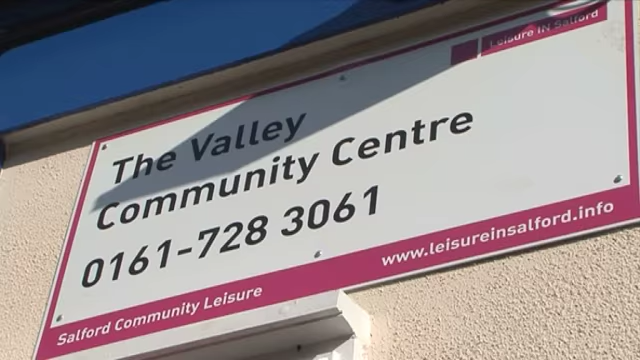 Leisure IN Salford
The Valley
Community Centre
0161-728 3061
www.leisureinsalford.info
Salford Community Leisure